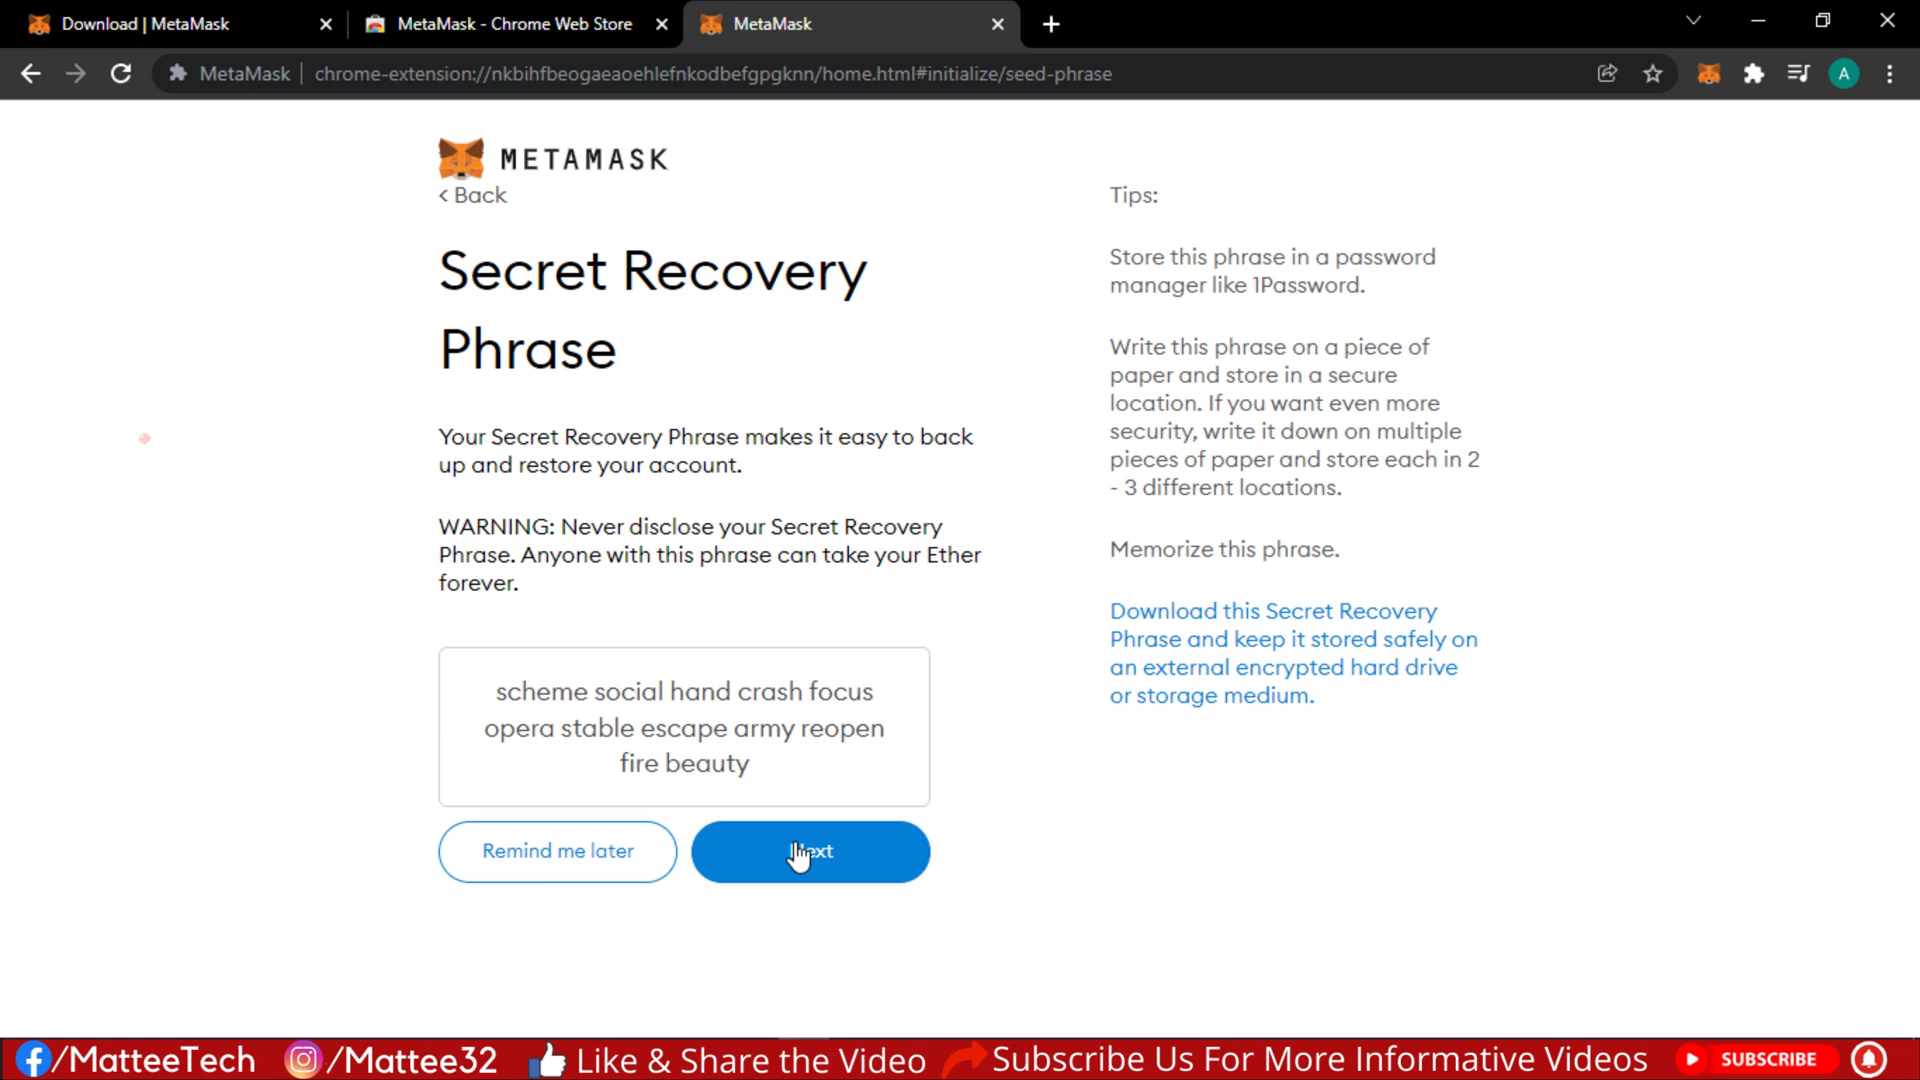 Download | MetaMask
MetaMask - Chrome Web Store
MetaMask
MetaMask
chrome-extension://nkbihfbeogaeaoehlefnkodbefgpgknn/home.html#initialize/seed-phrase
A
METAMASK
< Back
Secret Recovery
Phrase
Your Secret Recovery Phrase makes it easy to back
up and restore your account.
WARNING: Never disclose your Secret Recovery
Phrase. Anyone with this phrase can take your Ether
forever.
scheme social hand crash focus
opera stable escape army reopen
fire beauty
Remind me later
Next
Tips:
Store this phrase in a password
manager like 1Password.
Write this phrase on a piece of
paper and store in a secure
location. If you want even more
security, write it down on multiple
pieces of paper and store each in 2
- 3 different locations.
Memorize this phrase.
Download this Secret Recovery
Phrase and keep it stored safely on
an external encrypted hard drive
or storage medium.
/MatteeTech
/Mattee32
Like & Share the Video
Subscribe Us For More Informative Videos
SUBSCRIBE